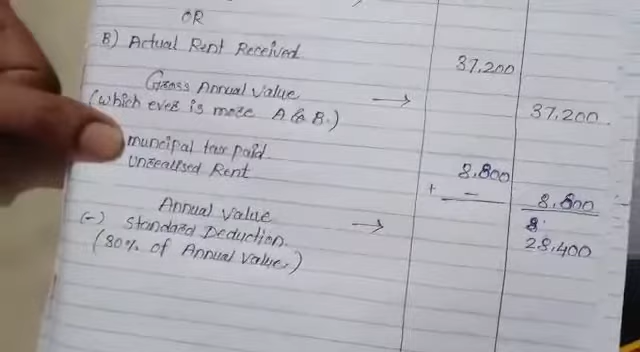 OR
B) Actual Rent Received 37,200
Gross Annual Value
(which ever is more A & B.) → 37,200
muncipal tax paid 8,800
Unrealised Rent + - 8,800
Annual Value → 8
28,400
(-) Standard Deduction.
(30% of Annual Value.)